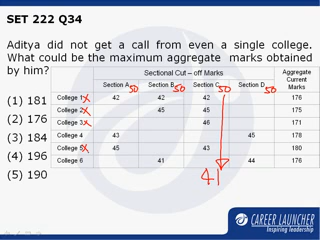 SET 222 Q34
Aditya did not get a call from even a single college.
What could be the maximum aggregate marks obtained
by him?
(1) 181
(2) 176
(3) 184
(4) 196
(5) 190
Sectional Cut – off Marks Aggregate Current Marks
Section A 50 Section B 50 Section C 50 Section D 50
College 1 x 42 42 42 176
College 2 x 45 45 175
College 3 x 46 171
College 4 43 45 178
College 5 x 45 43 180
College 6 41 44 176
41
CAREER LAUNCHER
Inspiring leadership